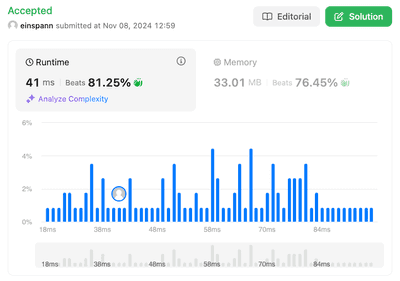 Accepted
einspann submitted at Nov 08, 2024 12:59
Editorial
Solution
Runtime
41 ms Beats 81.25%
Analyze Complexity
Memory
33.01 MB Beats 76.45%
6%
4%
2%
0%
18ms 38ms 48ms 58ms 70ms 84ms
18ms 38ms 48ms 58ms 70ms 84ms